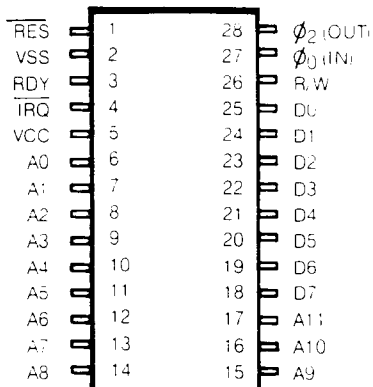 RES 1 28 ϕ2 (OUT)
VSS 2 27 ϕ0 (IN)
RDY 3 26 R/W
IRQ 4 25 D0
VCC 5 24 D1
A0 6 23 D2
A1 7 22 D3
A2 8 21 D4
A3 9 20 D5
A4 10 19 D6
A5 11 18 D7
A6 12 17 A11
A7 13 16 A10
A8 14 15 A9